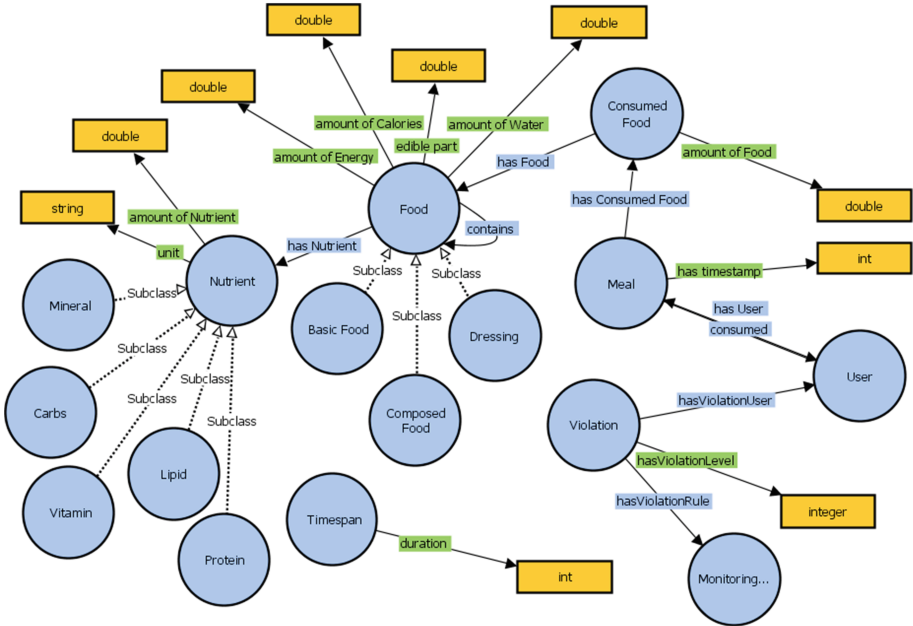 double
double
double
double
double
string
amount of Calories
amount of Water
edible part
amount of Energy
amount of Nutrient
unit
Consumed
Food
amount of Food
has Food
has Consumed Food
double
Food
contains
has Nutrient
Nutrient
Subclass
Subclass
Subclass
Mineral
Subclass
Basic Food
Dressing
Meal
has timestamp
int
has User
consumed
User
Subclass
Subclass
Subclass
Subclass
Carbs
Composed
Food
Violation
hasViolationUser
hasViolationLevel
hasViolationRule
integer
Lipid
Vitamin
Protein
Timespan
duration
int
Monitoring...